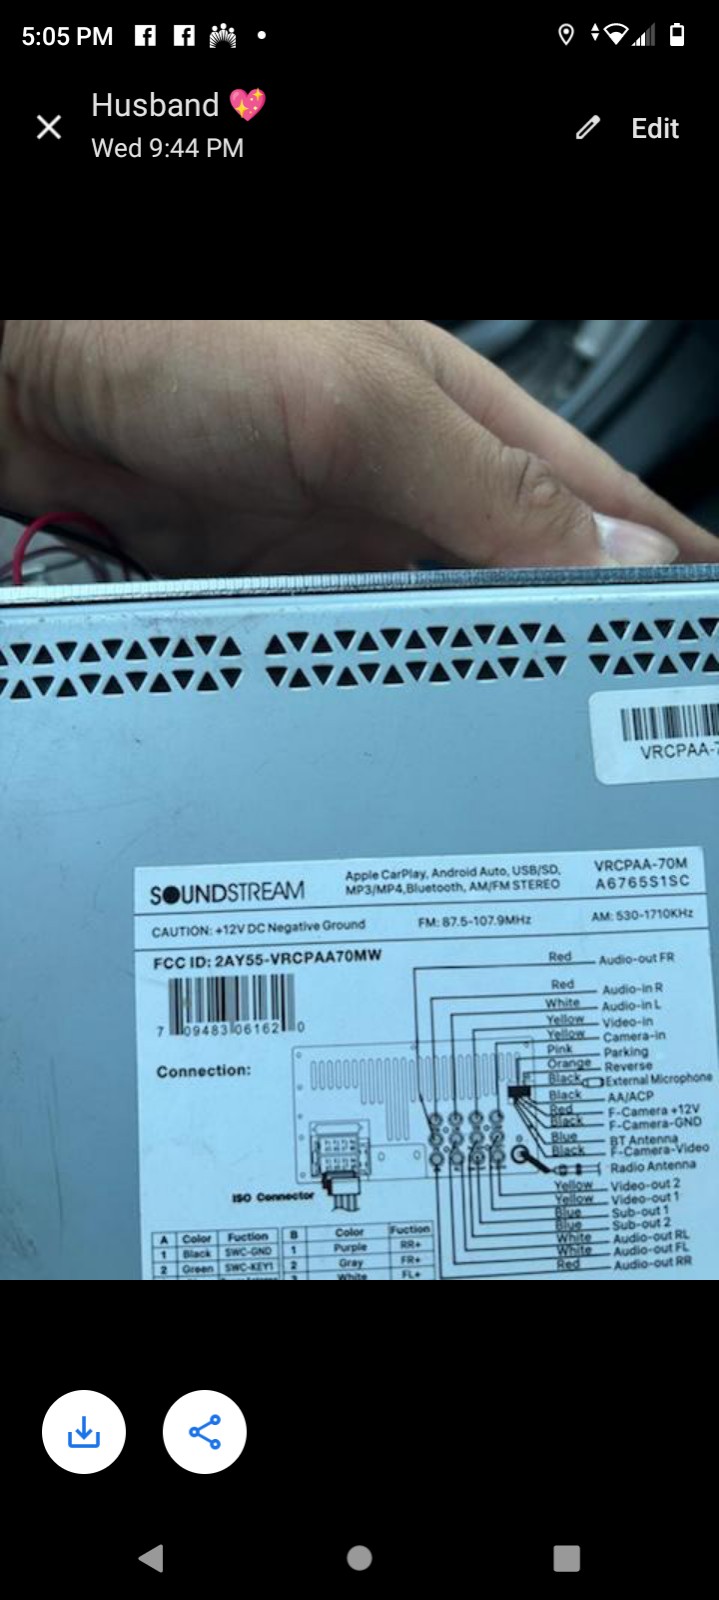 5:05 PM
Husband 💖
Wed 9:44 PM
Edit
VRCPAA-7
SOUNDSTREAM
Apple CarPlay, Android Auto, USB/SD,
MP3/MP4,Bluetooth, AM/FM STEREO
VRCPAA-70M
A6765S1SC
CAUTION: +12V DC Negative Ground
FM: 87.5-107.9MHz
AM: 530-1710KHz
FCC ID: 2AY55-VRCPAA70MW
7 09483 06162 0
Connection:
Red Audio-out FR
Red Audio-in R
White Audio-in L
Yellow Video-in
Yellow Camera-in
Pink Parking
Orange Reverse
Black External Microphone
Black AA/ACP
Red F-Camera +12V
Black F-Camera-GND
Blue BT Antenna
Black F-Camera-Video
Radio Antenna
Yellow Video-out 2
Yellow Video-out 1
Blue Sub-out 1
Blue Sub-out 2
White Audio-out RL
White Audio-out FL
Red Audio-out RR
ISO Connector
A Color Fuction B Color Fuction
1 Black SWC-GND 1 Purple RR+
2 Green SWC-KEY1 2 Gray FR+
White FL+